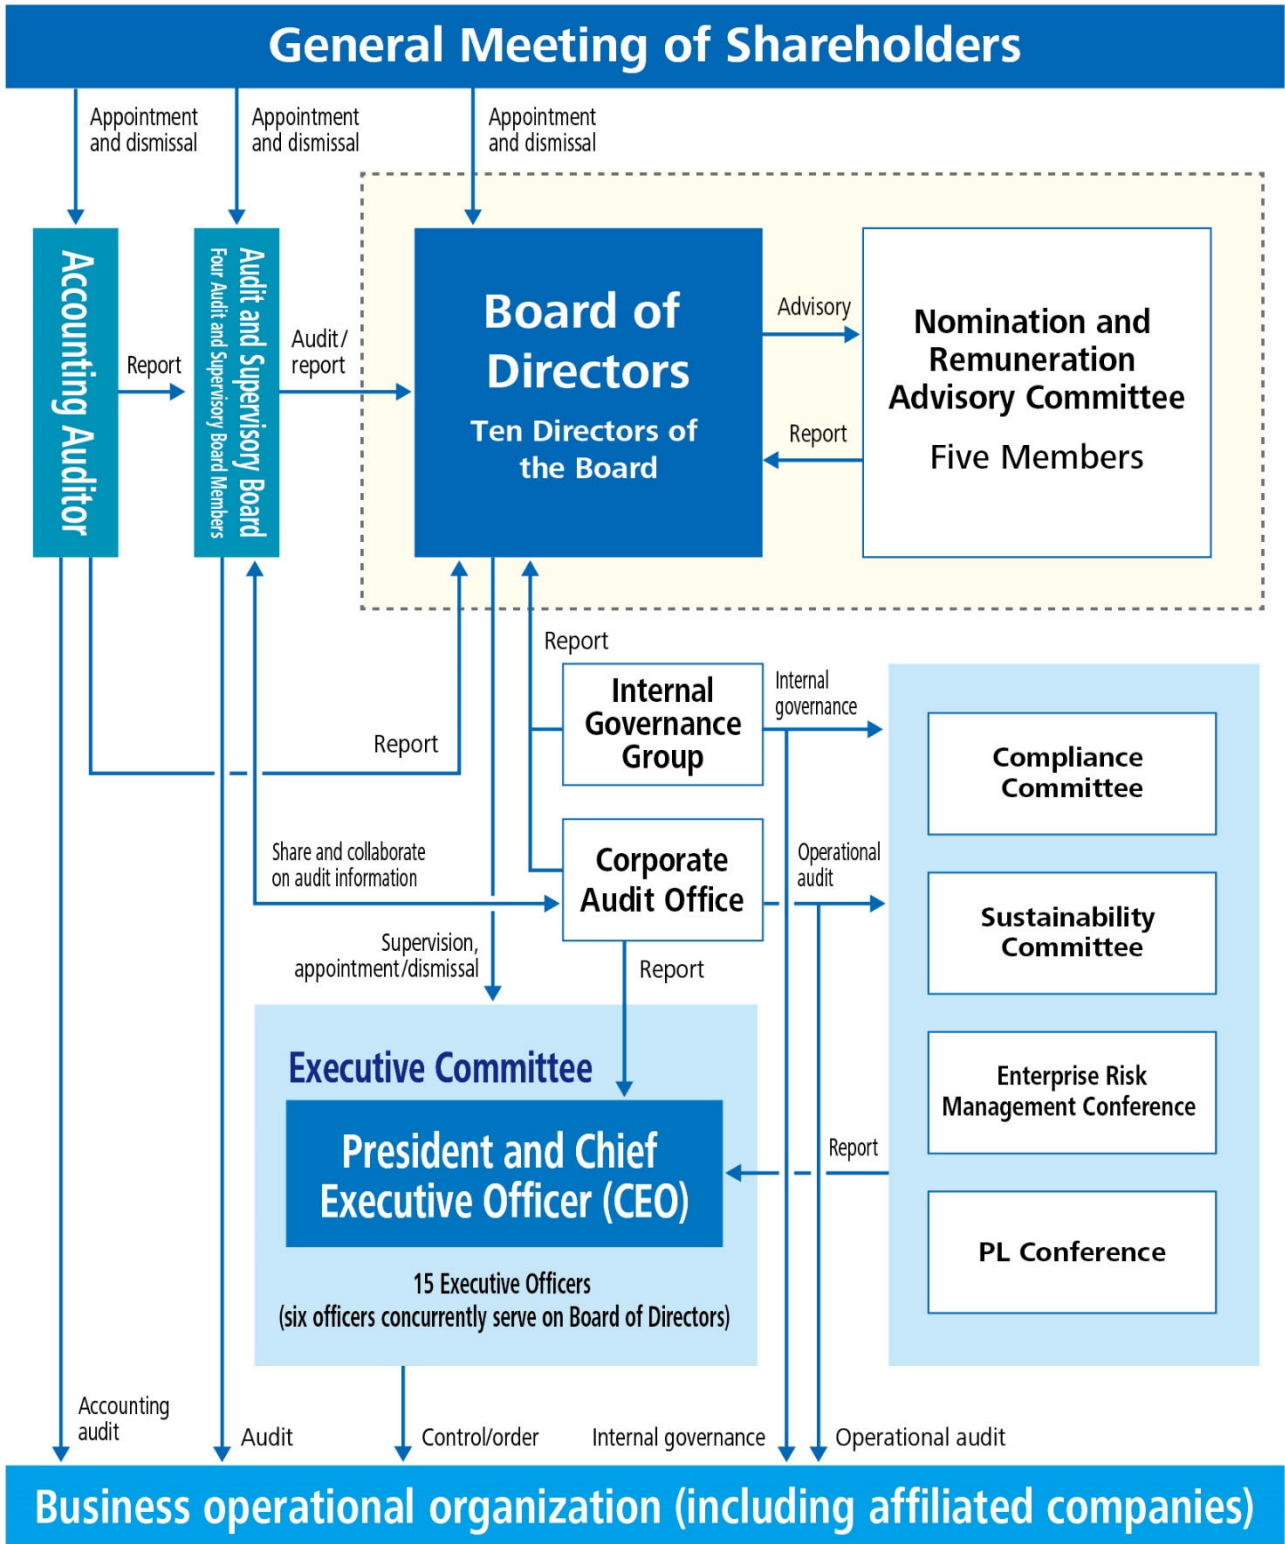 General Meeting of Shareholders
Appointment
and dismissal
Appointment
and dismissal
Appointment
and dismissal
Accounting Auditor
Report
Audit and Supervisory Board
Four Audit and Supervisory Board Members
Audit/
report
Board of
Directors
Ten Directors of
the Board
Advisory
Report
Nomination and
Remuneration
Advisory Committee
Five Members
Report
Report
Internal
Governance
Group
Internal
governance
Share and collaborate
on audit information
Corporate
Audit Office
Operational
audit
Supervision,
appointment/dismissal
Report
Compliance
Committee
Sustainability
Committee
Enterprise Risk
Management Conference
PL Conference
Report
Executive Committee
President and Chief
Executive Officer (CEO)
15 Executive Officers
(six officers concurrently serve on Board of Directors)
Accounting
audit
Audit
Control/order
Internal governance
Operational audit
Business operational organization (including affiliated companies)